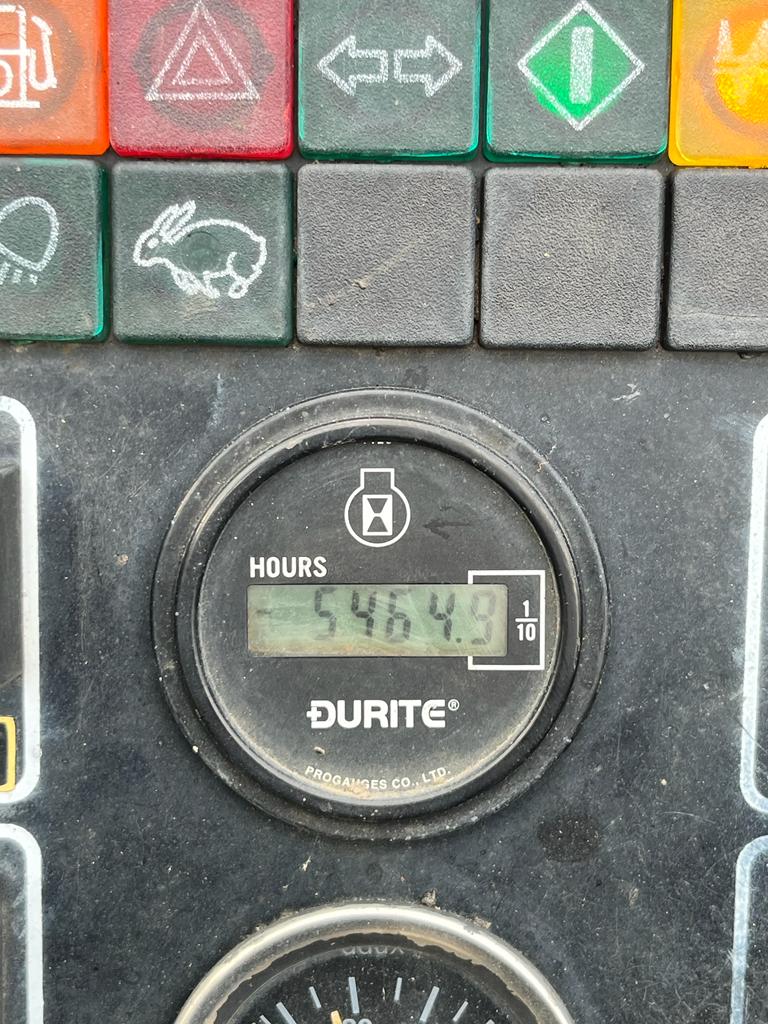 HOURS
5464.9
1/10
DURITE®
PROGAUGES CO., LTD.